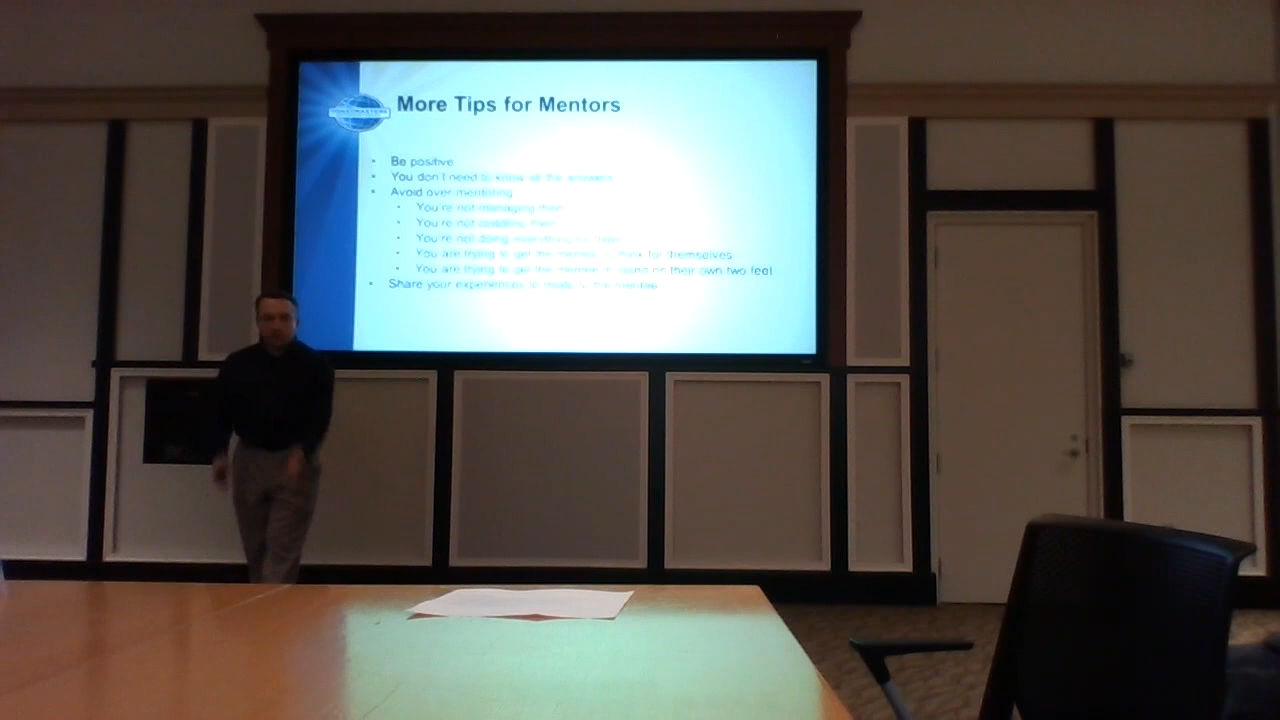 TOASTMASTERS
More Tips for Mentors
• Be positive
• You don't need to know all the answers
• Avoid over mentoring
• You're not managing them
• You're not coddling them
• You're not doing everything for them
• You are trying to get the mentee to think for themselves
• You are trying to get the mentee to stand on their own two feet
• Share your experiences to the mentee